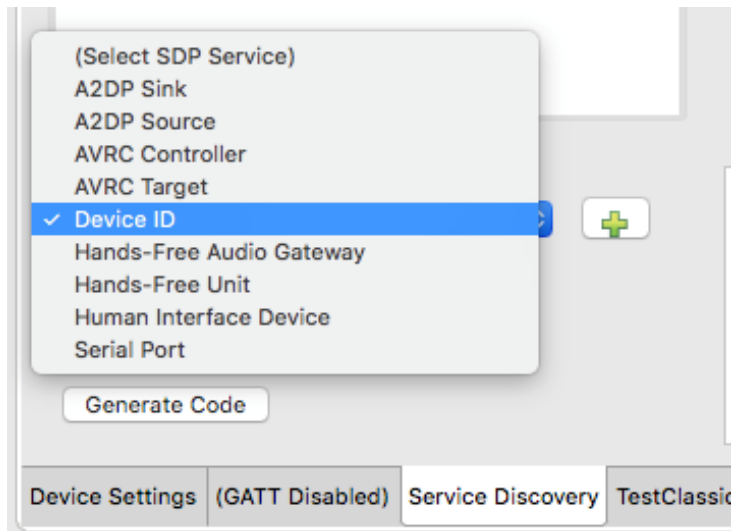 (Select SDP Service)
A2DP Sink
A2DP Source
AVRC Controller
AVRC Target
✓ Device ID
Hands-Free Audio Gateway
Hands-Free Unit
Human Interface Device
Serial Port
Generate Code
Device Settings (GATT Disabled) Service Discovery TestClassic